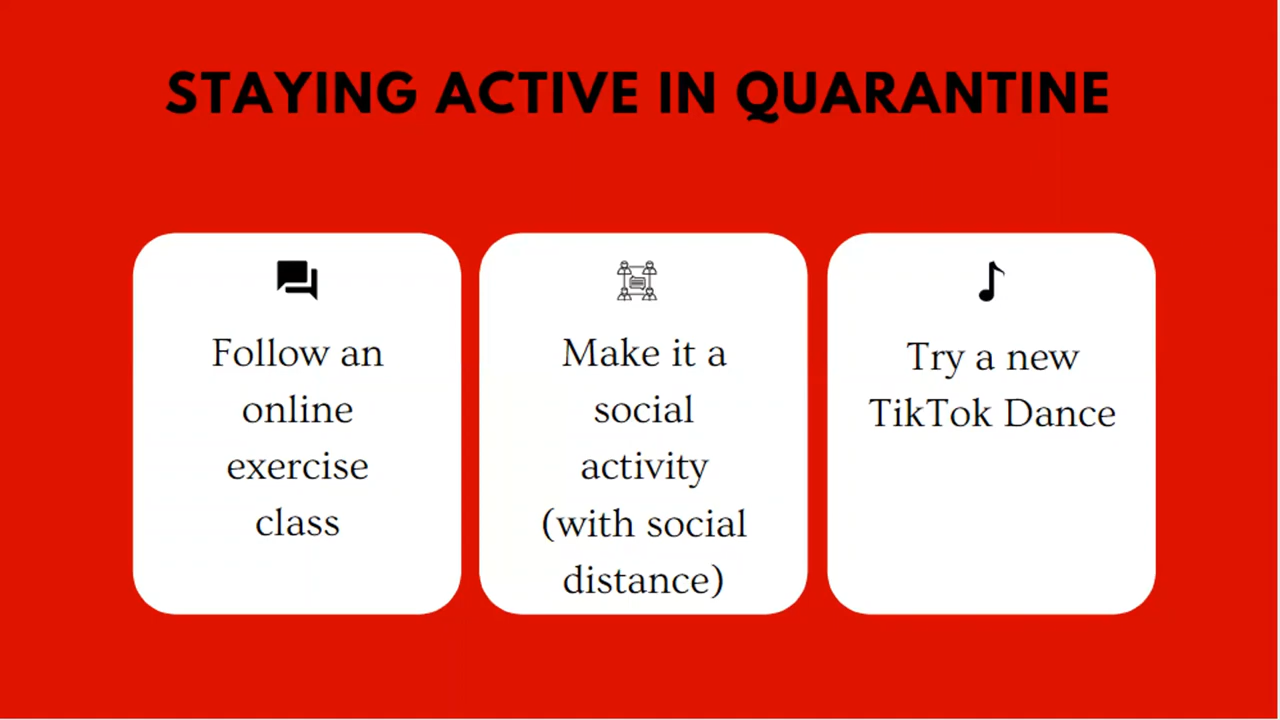 STAYING ACTIVE IN QUARANTINE
Follow an
online
exercise
class
Make it a
social
activity
(with social
distance)
Try a new
TikTok Dance